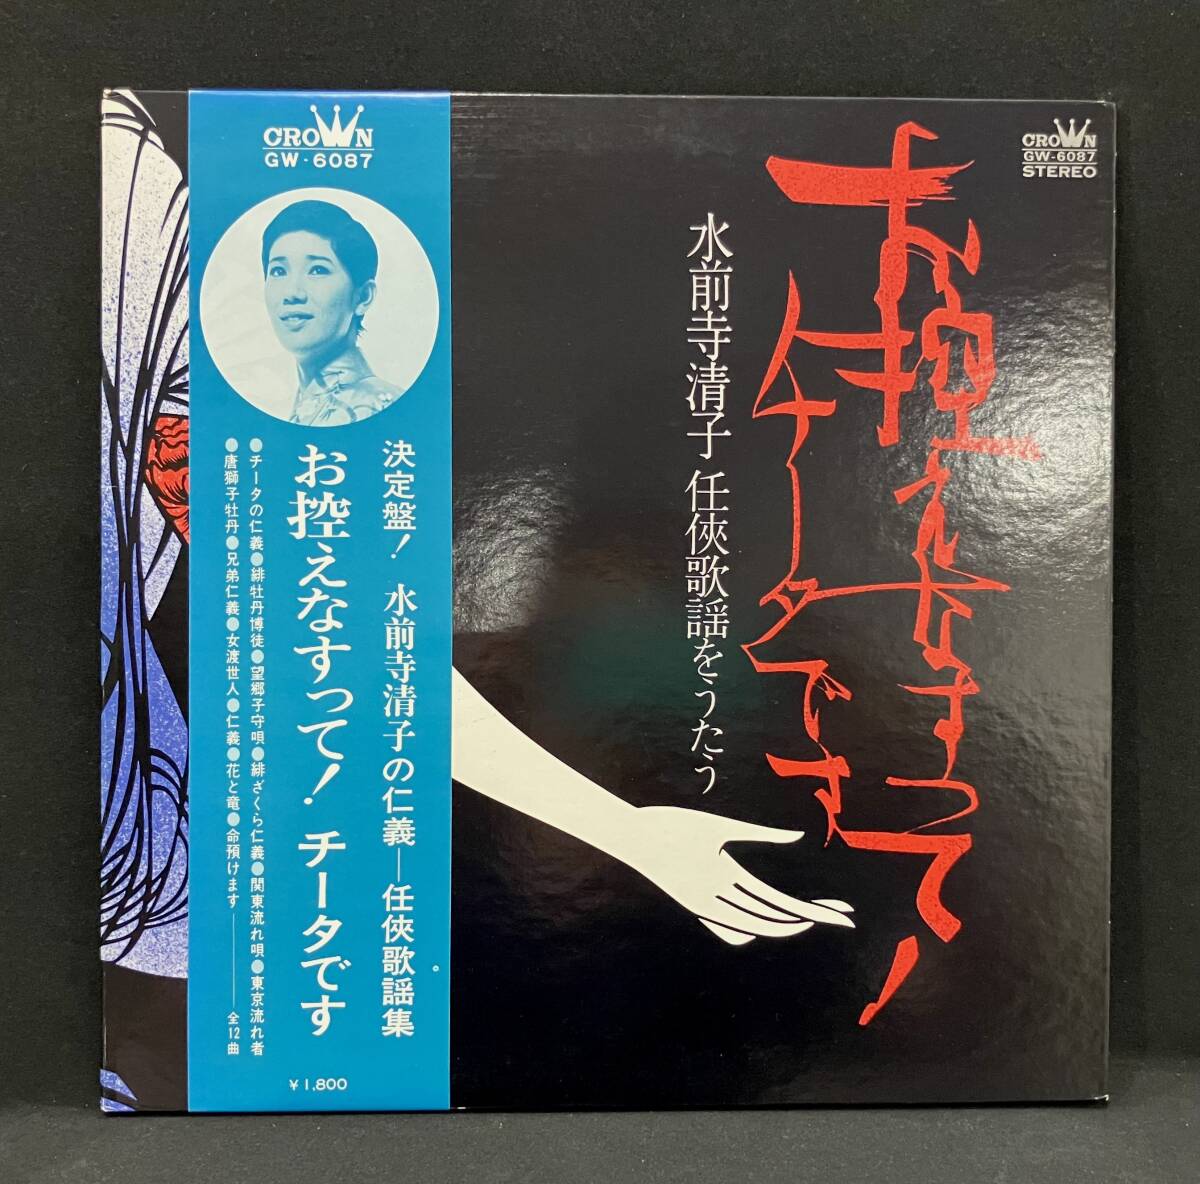 CROWN
GW-6087
STEREO
お控えなすって!
チータです
水前寺清子 任侠歌謡をうたう
CROWN
GW-6087
決定盤! 水前寺清子の仁義—任侠歌謡集
お控えなすって! チータです
●チータの仁義●緋牡丹博徒●望郷子守唄●緋ざくら仁義●関東流れ唄●東京流れ者
●唐獅子牡丹●兄弟仁義●女渡世人●仁義●花と竜●命預けます——全12曲
¥1,800